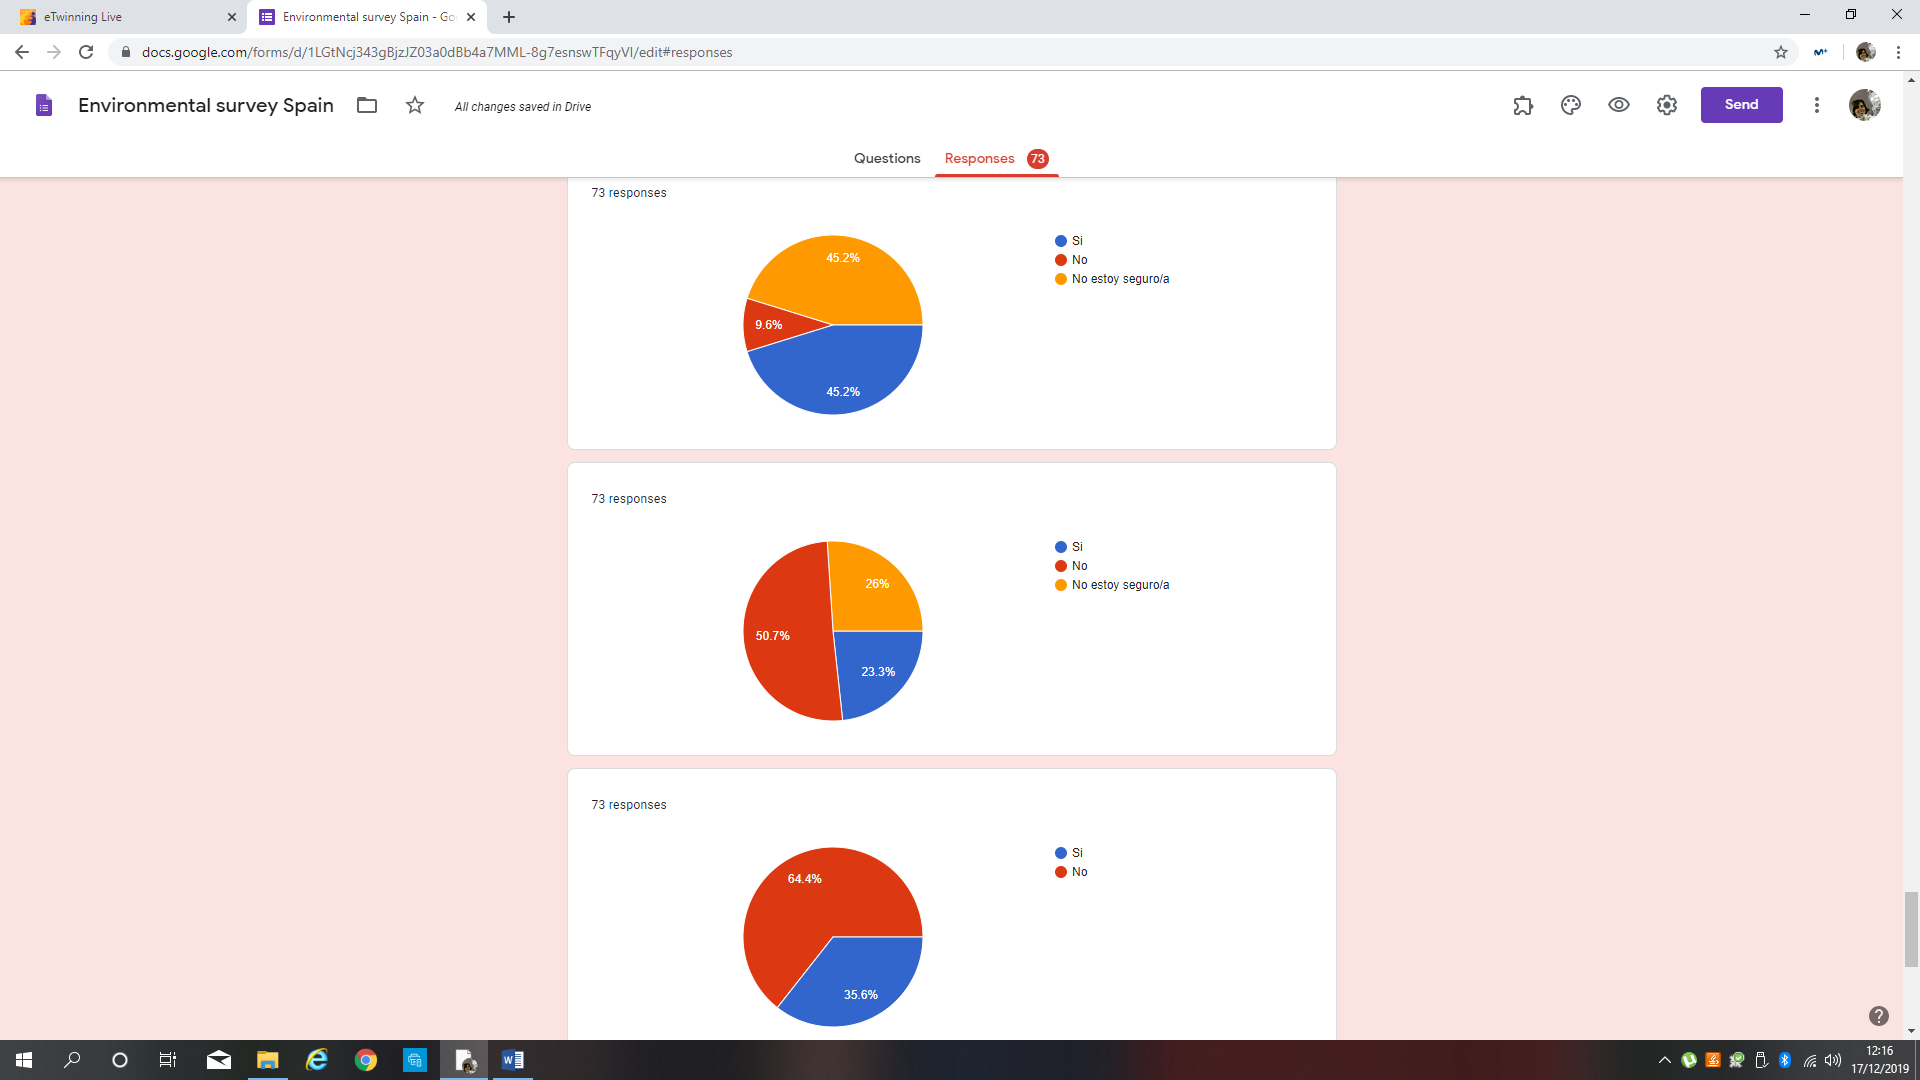 eTwinning Live
Environmental survey Spain - Go
docs.google.com/forms/d/1LGtNcj343gBjzJZ03a0dBb4a7MML-8g7esnswTFqyVI/edit#responses
Environmental survey Spain
All changes saved in Drive
Send
Questions
Responses 73
73 responses
45.2%
9.6%
45.2%
Si
No
No estoy seguro/a
73 responses
26%
50.7%
23.3%
Si
No
No estoy seguro/a
73 responses
64.4%
35.6%
Si
No
12:16
17/12/2019